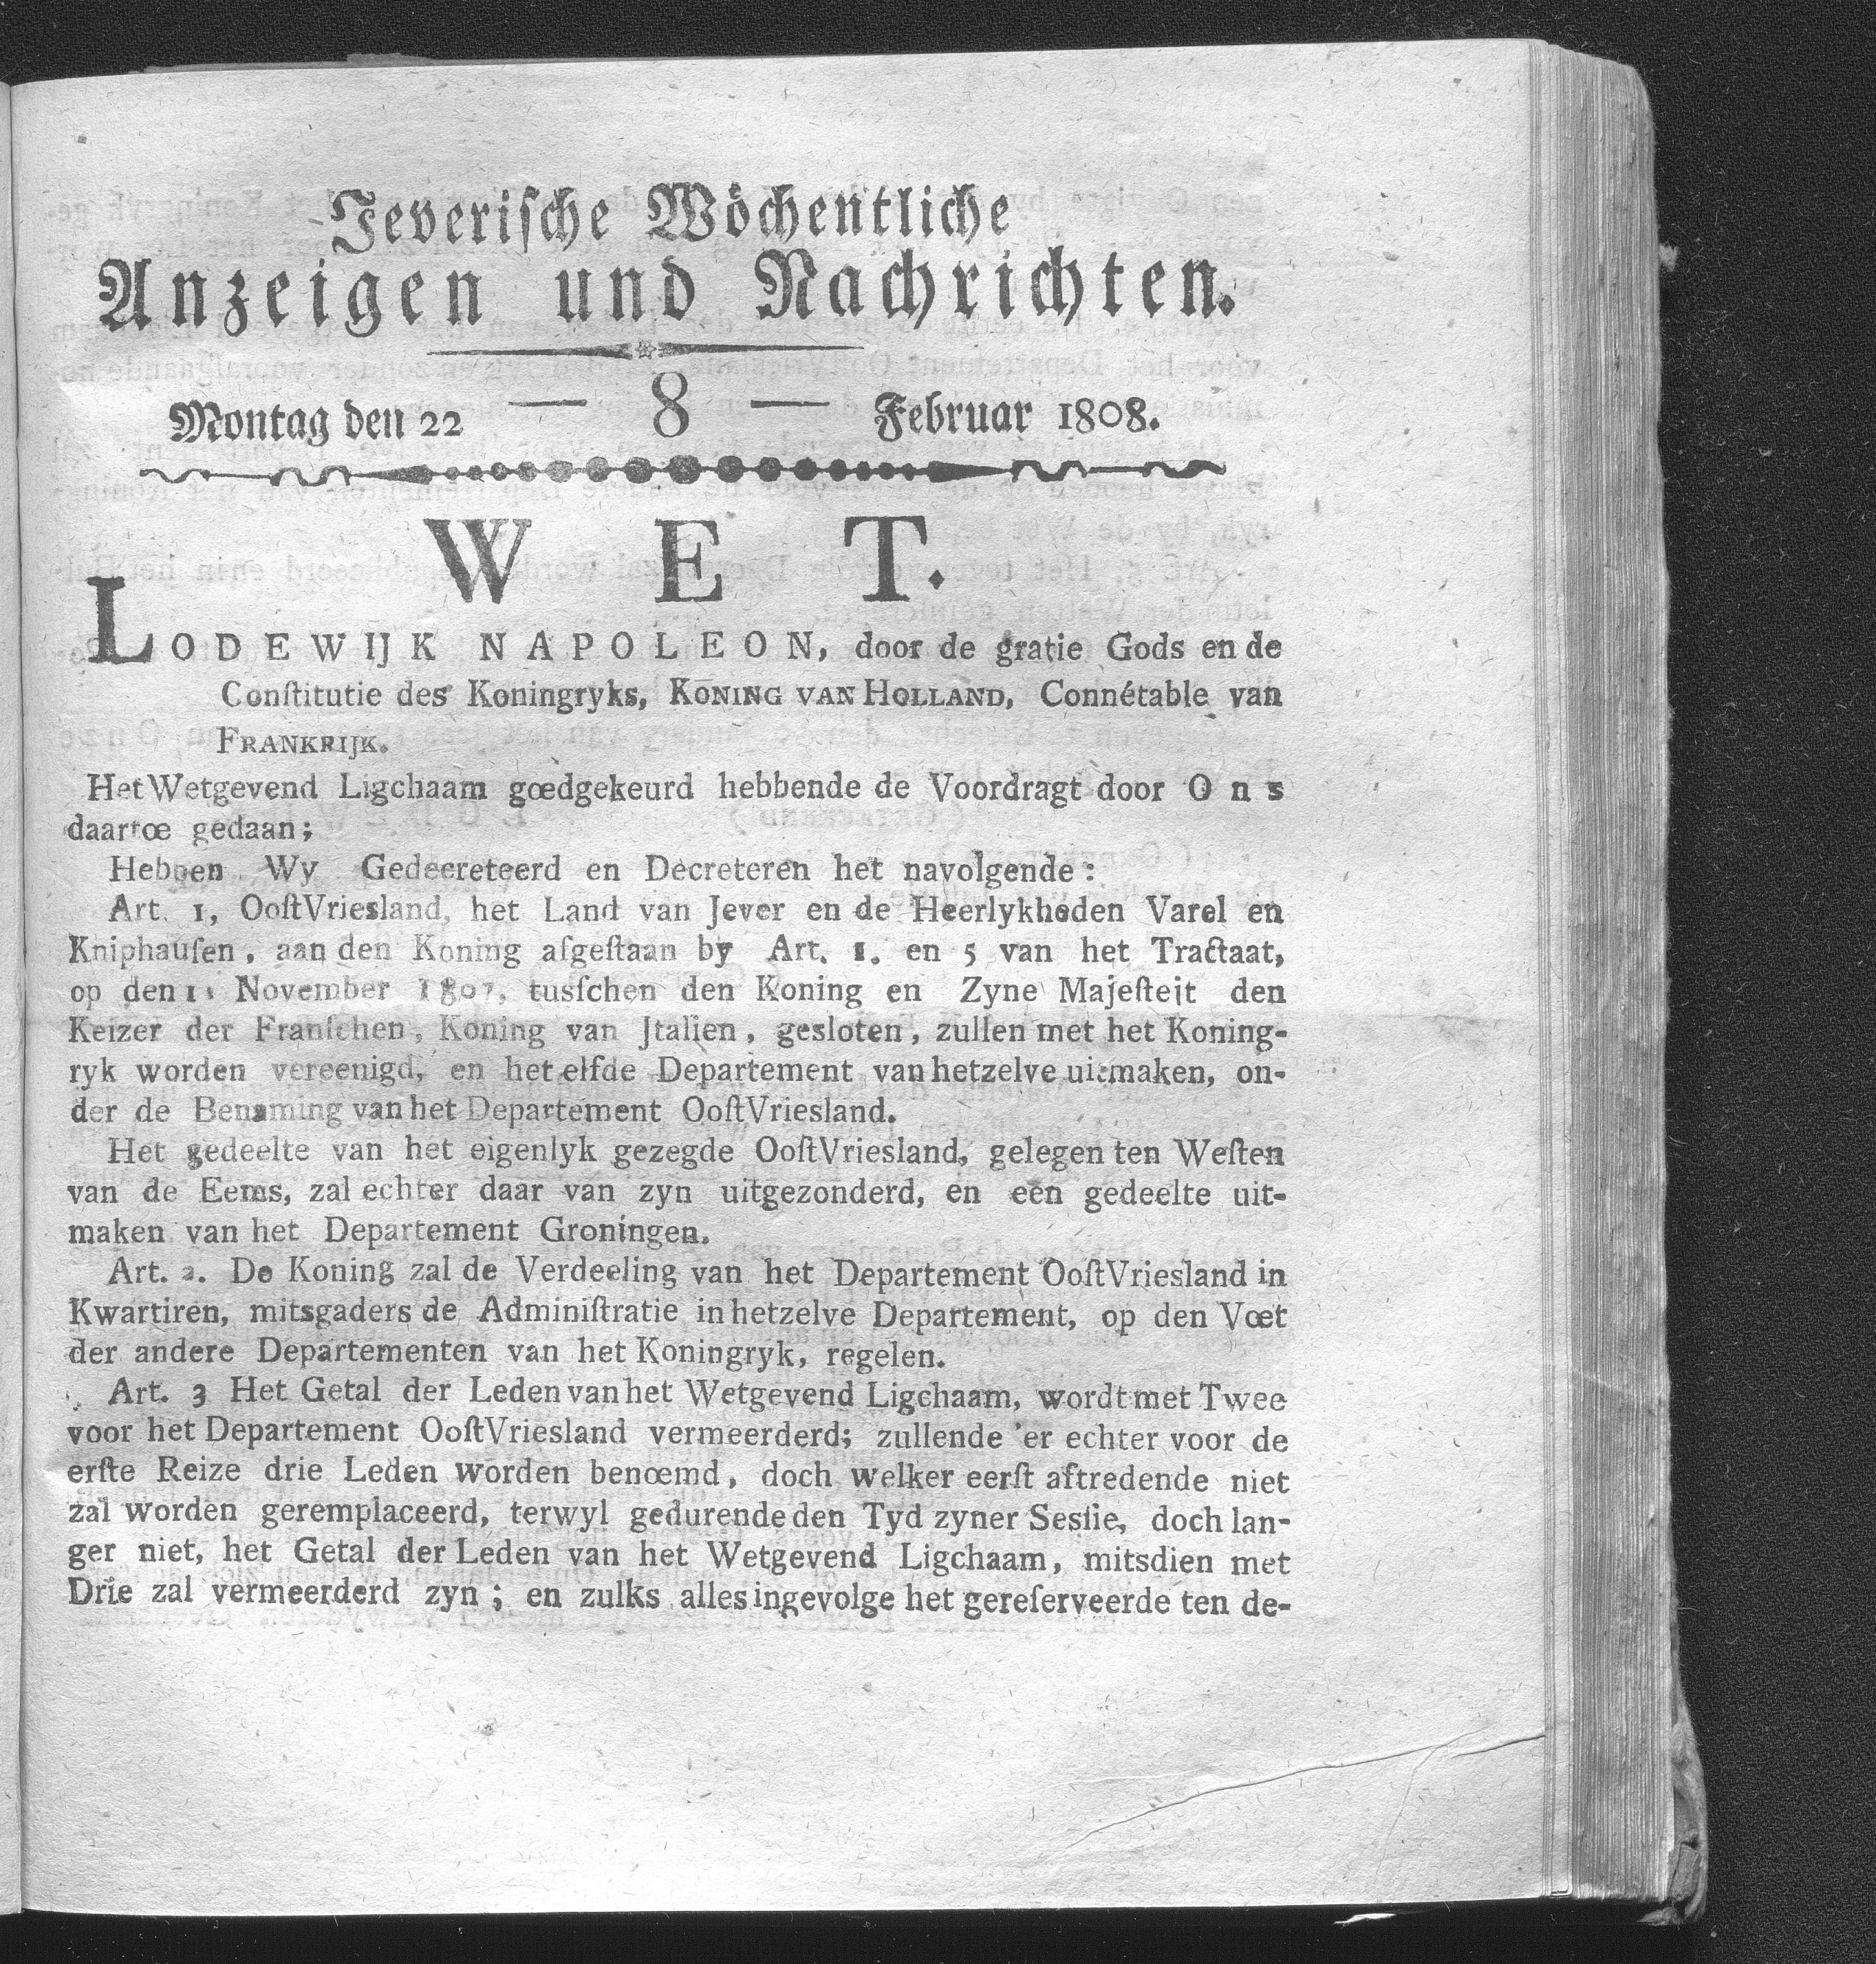 Jeverische Wöchentliche
Anzeigen und Nachrichten.
Montag den 22 — 8 — Februar 1808.
WET.
LODEWIJK NAPOLEON, door de gratie Gods en de
Conſtitutie des Koningryks, KONING VAN HOLLAND, Connétable van
FRANKRIJK.
Het Wetgevend Ligchaam gœdgekeurd hebbende de Voordragt door Ons
daartœ gedaan;
Hebben Wy Gedecreteerd en Decreteren het navolgende:
Art. 1, OoſtVriesland, het Land van Jever en de Heerlykheden Varel en
Kniphauſen, aan den Koning afgeſtaan by Art. 1. en 5 van het Tractaat,
op den 11 November 1807, tusſchen den Koning en Zyne Majeſteit den
Keizer der Franſchen, Koning van Jtalien, gesloten, zullen met het Koning-
ryk worden vereenigd, en het elfde Departement van hetzelve uitmaken, on-
der de Benaming van het Departement OoſtVriesland.
Het gedeelte van het eigenlyk gezegde OoſtVriesland, gelegen ten Weſten
van de Eems, zal echter daar van zyn uitgezonderd, en een gedeelte uit-
maken van het Departement Groningen.
Art. 2. De Koning zal de Verdeeling van het Departement OoſtVriesland in
Kwartiren, mitsgaders de Adminiſtratie in hetzelve Departement, op den Vœt
der andere Departementen van het Koningryk, regelen.
Art. 3 Het Getal der Leden van het Wetgevend Ligchaam, wordt met Twee
voor het Departement OoſtVriesland vermeerderd; zullende 'er echter voor de
erſte Reize drie Leden worden benœmd, doch welker eerſt aftredende niet
zal worden geremplaceerd, terwyl gedurende den Tyd zyner Sesſie, doch lan-
ger niet, het Getal der Leden van het Wetgevend Ligchaam, mitsdien met
Drie zal vermeerderd zyn; en zulks alles ingevolge het gereſerveerde ten de-